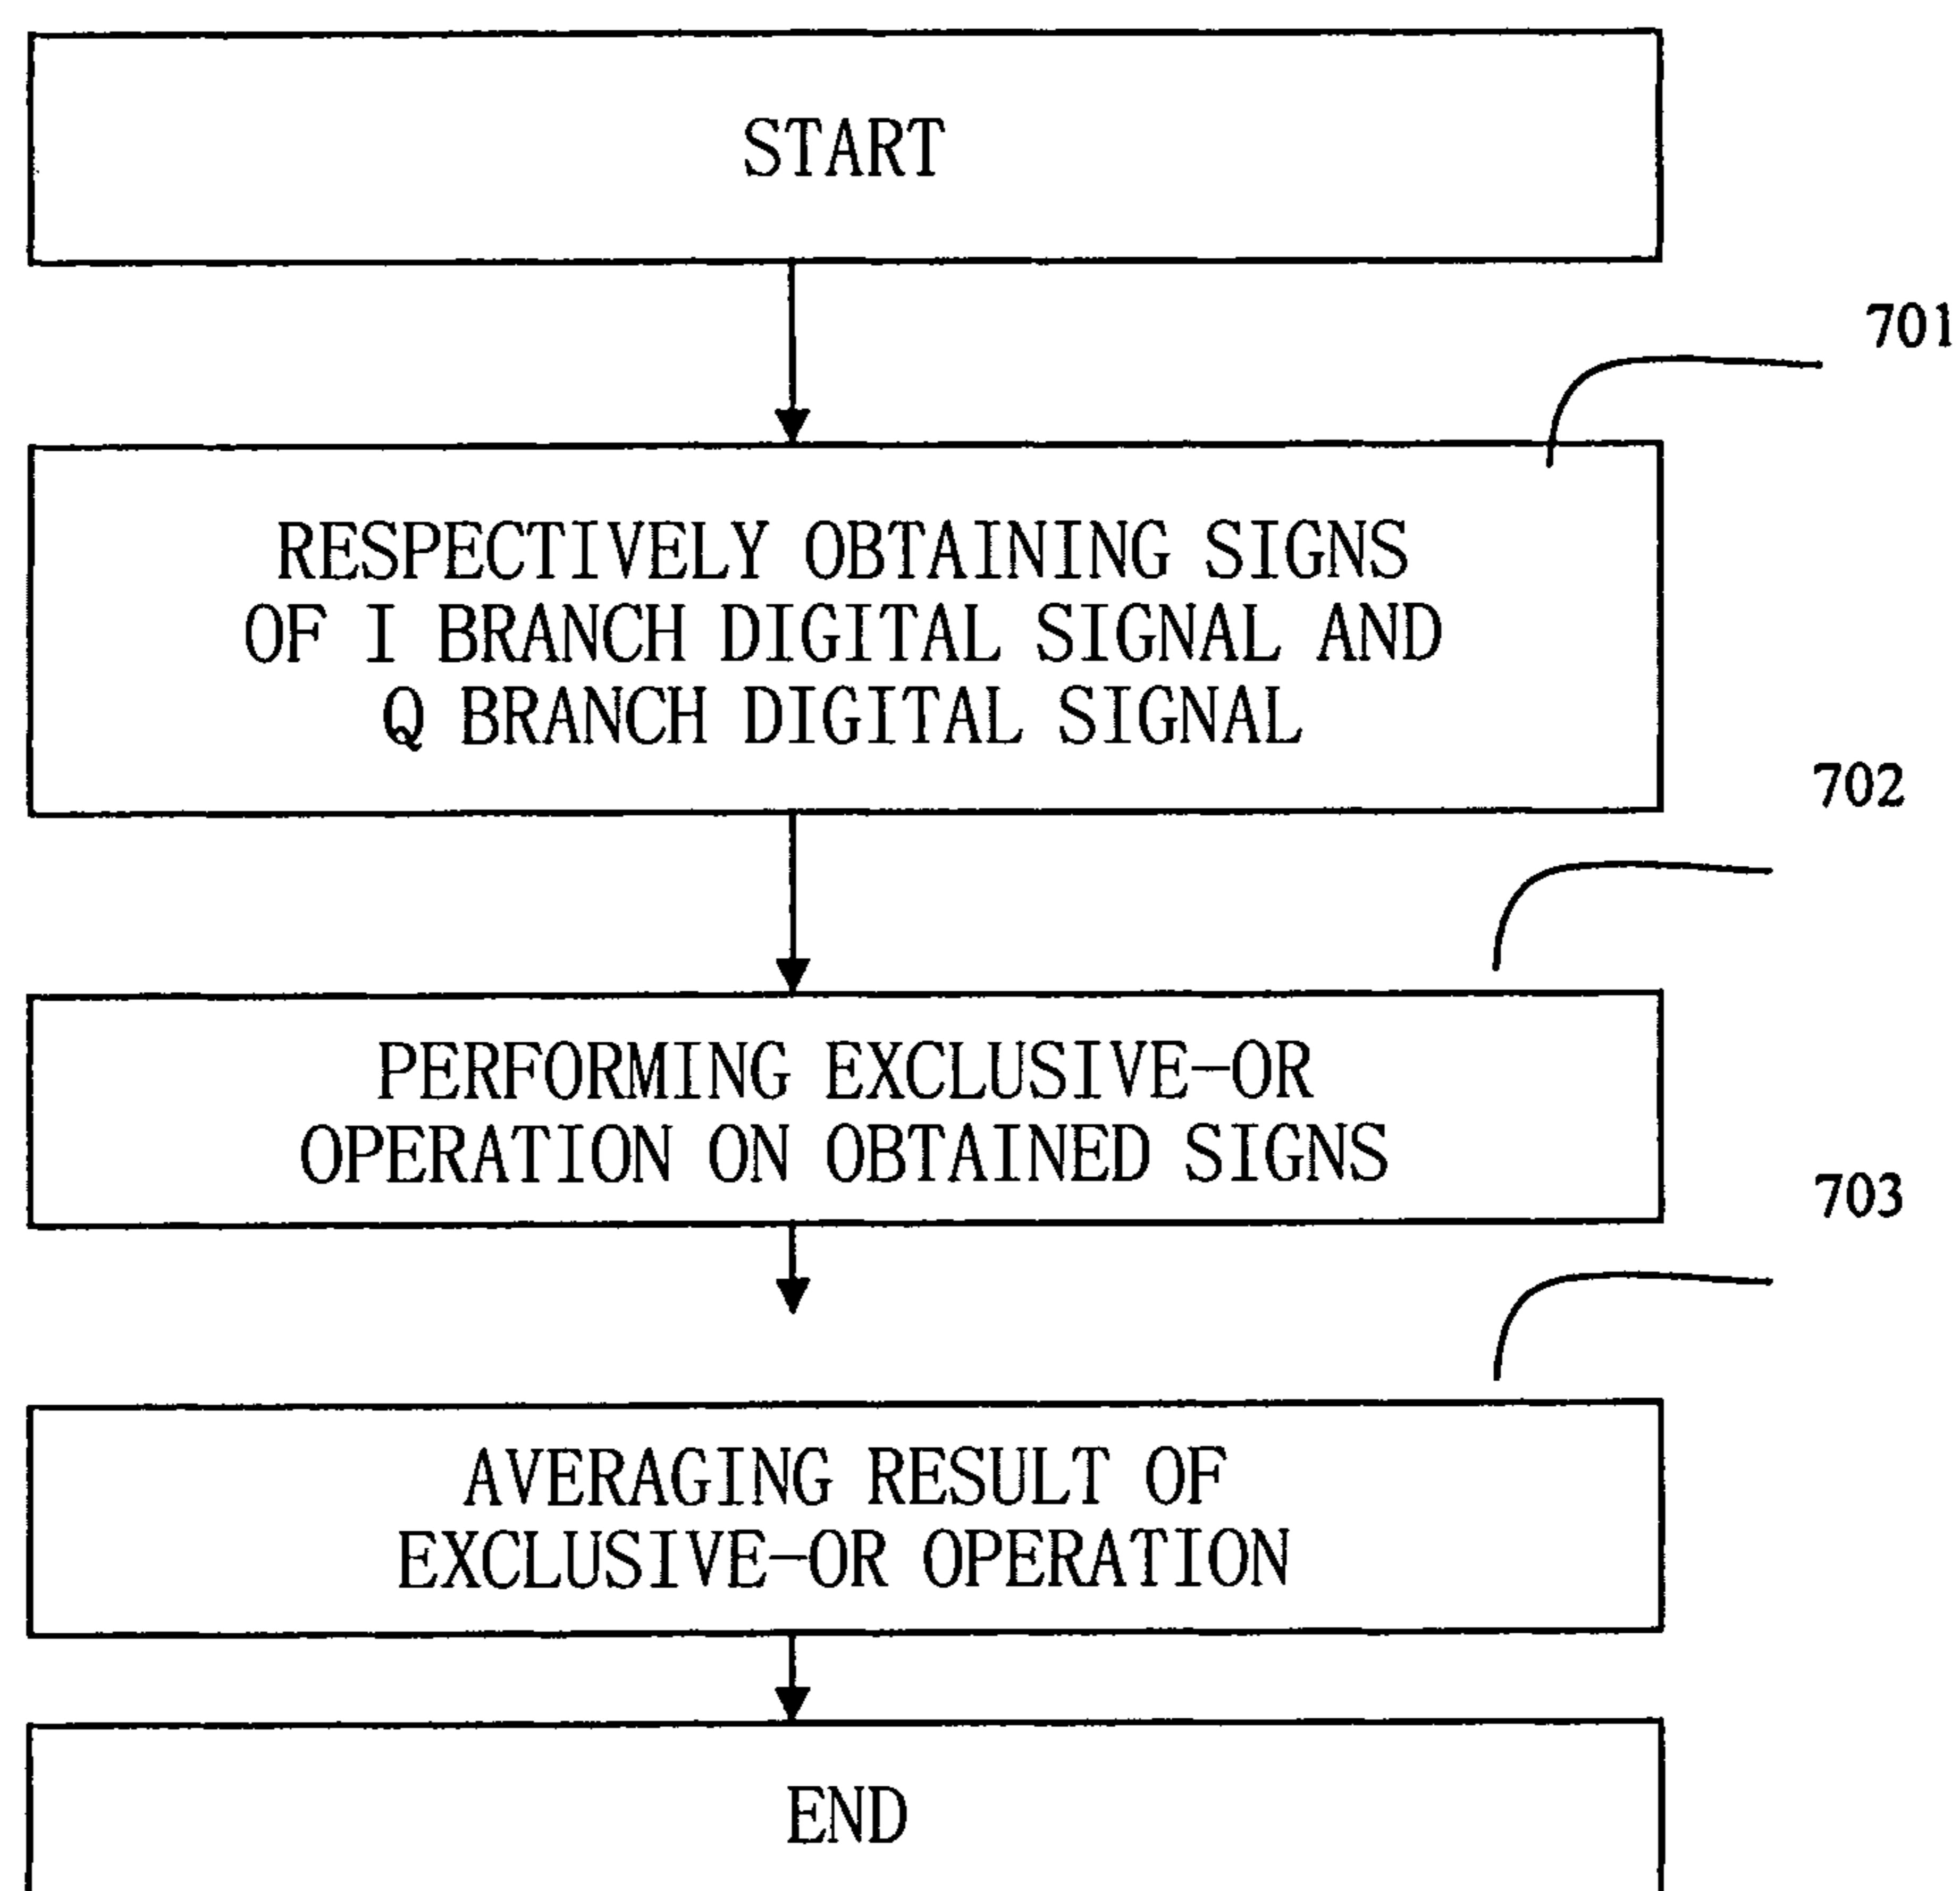 START
701
RESPECTIVELY OBTAINING SIGNS
OF I BRANCH DIGITAL SIGNAL AND
Q BRANCH DIGITAL SIGNAL
702
PERFORMING EXCLUSIVE-OR
OPERATION ON OBTAINED SIGNS
703
AVERAGING RESULT OF
EXCLUSIVE-OR OPERATION
END